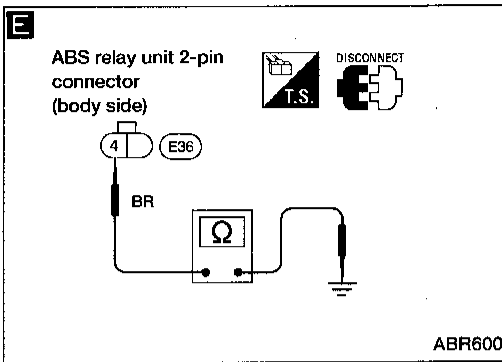 E
ABS relay unit 2-pin
connector
(body side)
T.S.
DISCONNECT
4
E36
BR
Ω
ABR600